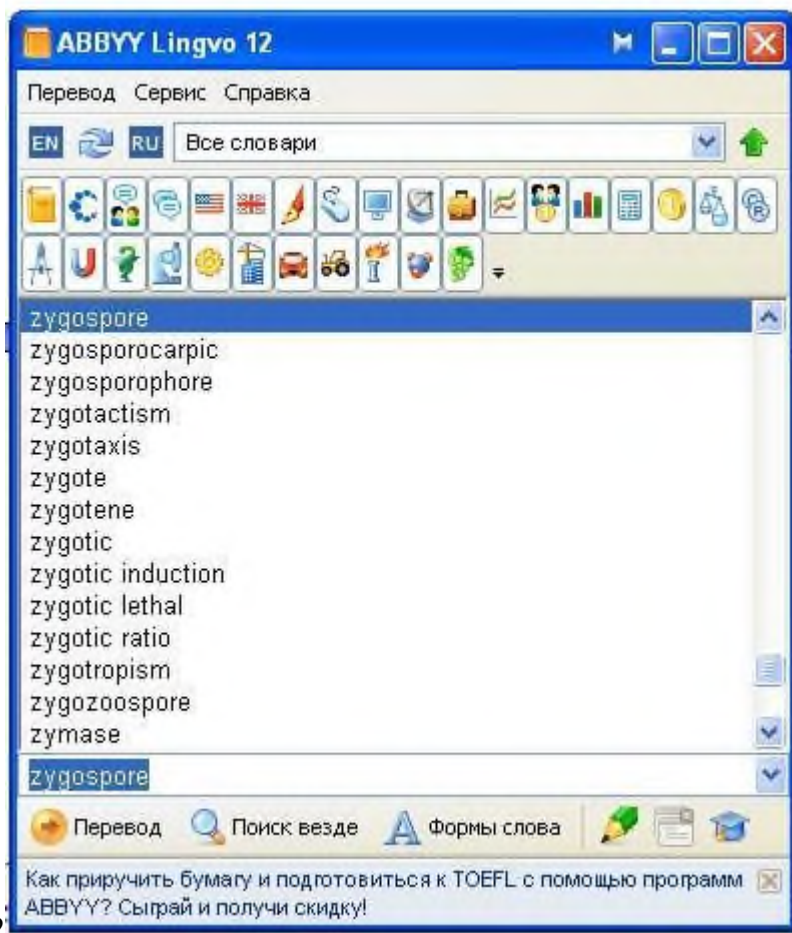 ABBYY Lingvo 12
Перевод Сервис Справка
EN RU Все словари
zygospore
zygosporocarpic
zygosporophore
zygotactism
zygotaxis
zygote
zygotene
zygotic
zygotic induction
zygotic lethal
zygotic ratio
zygotropism
zygozoospore
zymase
zygospore
Перевод Поиск везде Формы слова
Как приручить бумагу и подготовиться к TOEFL с помощью программ
ABBYY? Сыграй и получи скидку!